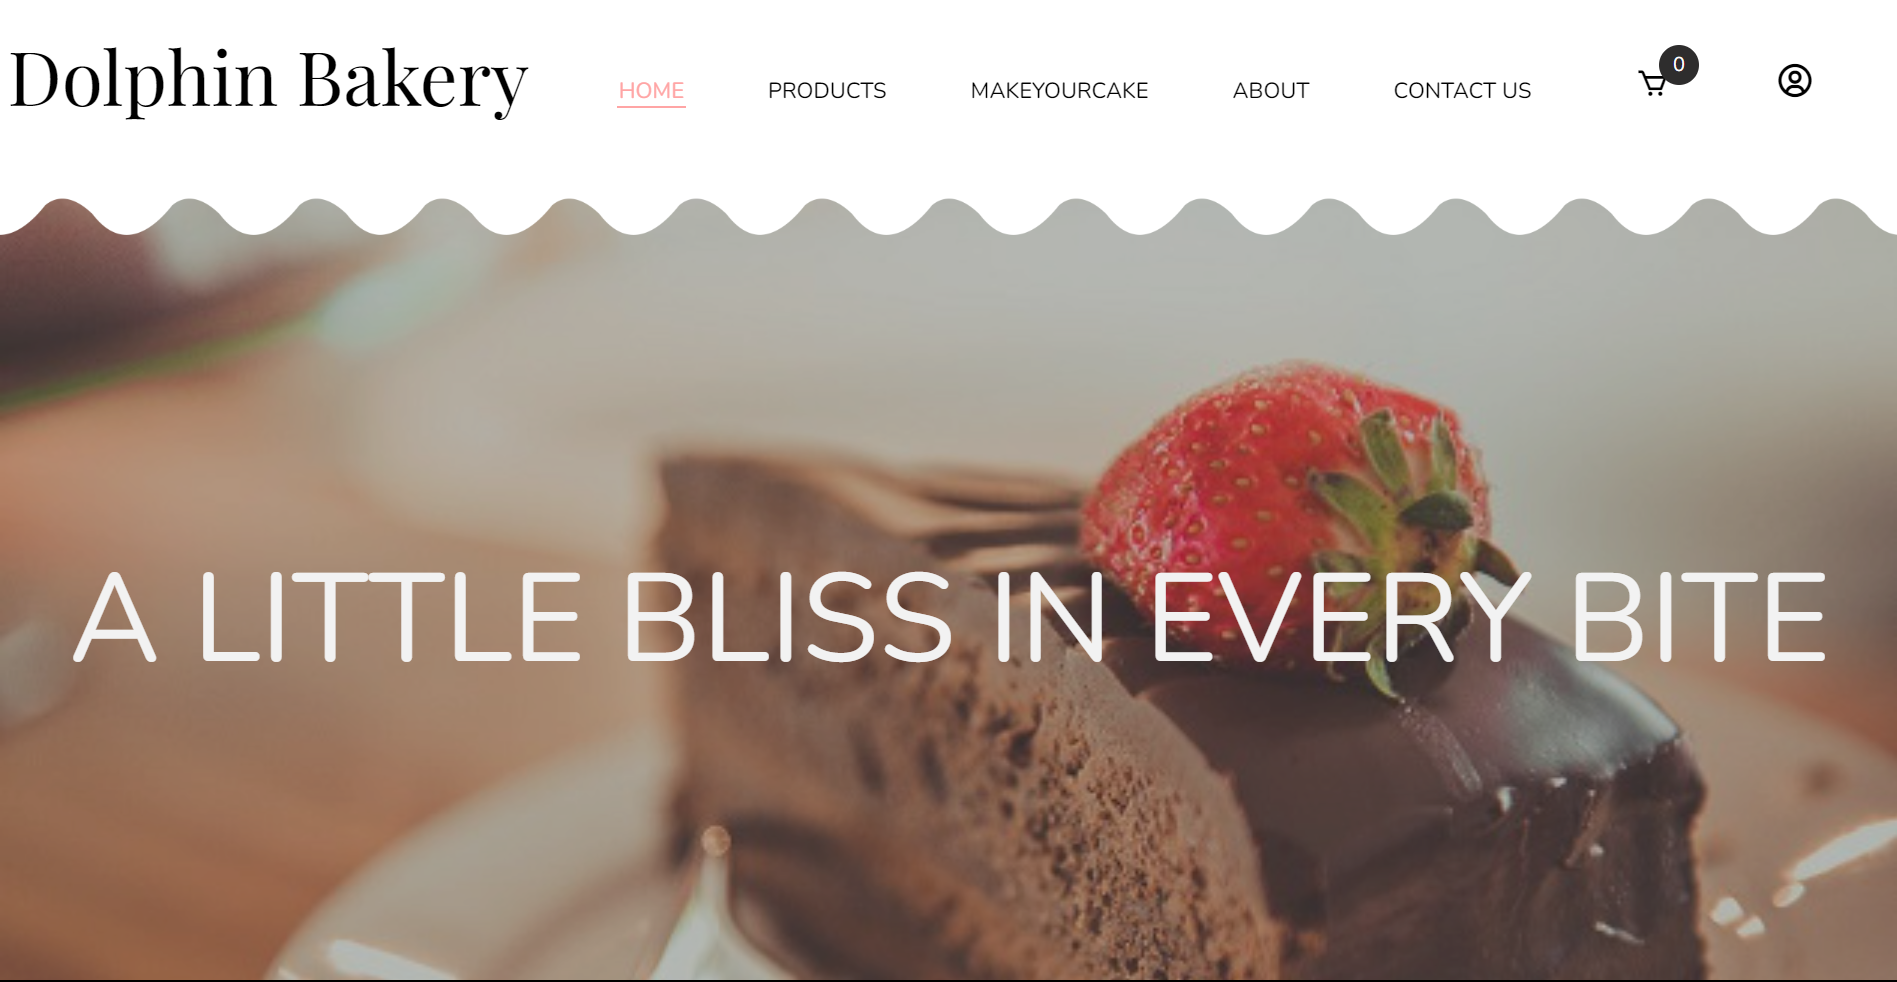 Dolphin Bakery
HOME PRODUCTS MAKEYOURCAKE ABOUT CONTACT US 0
A LITTLE BLISS IN EVERY BITE